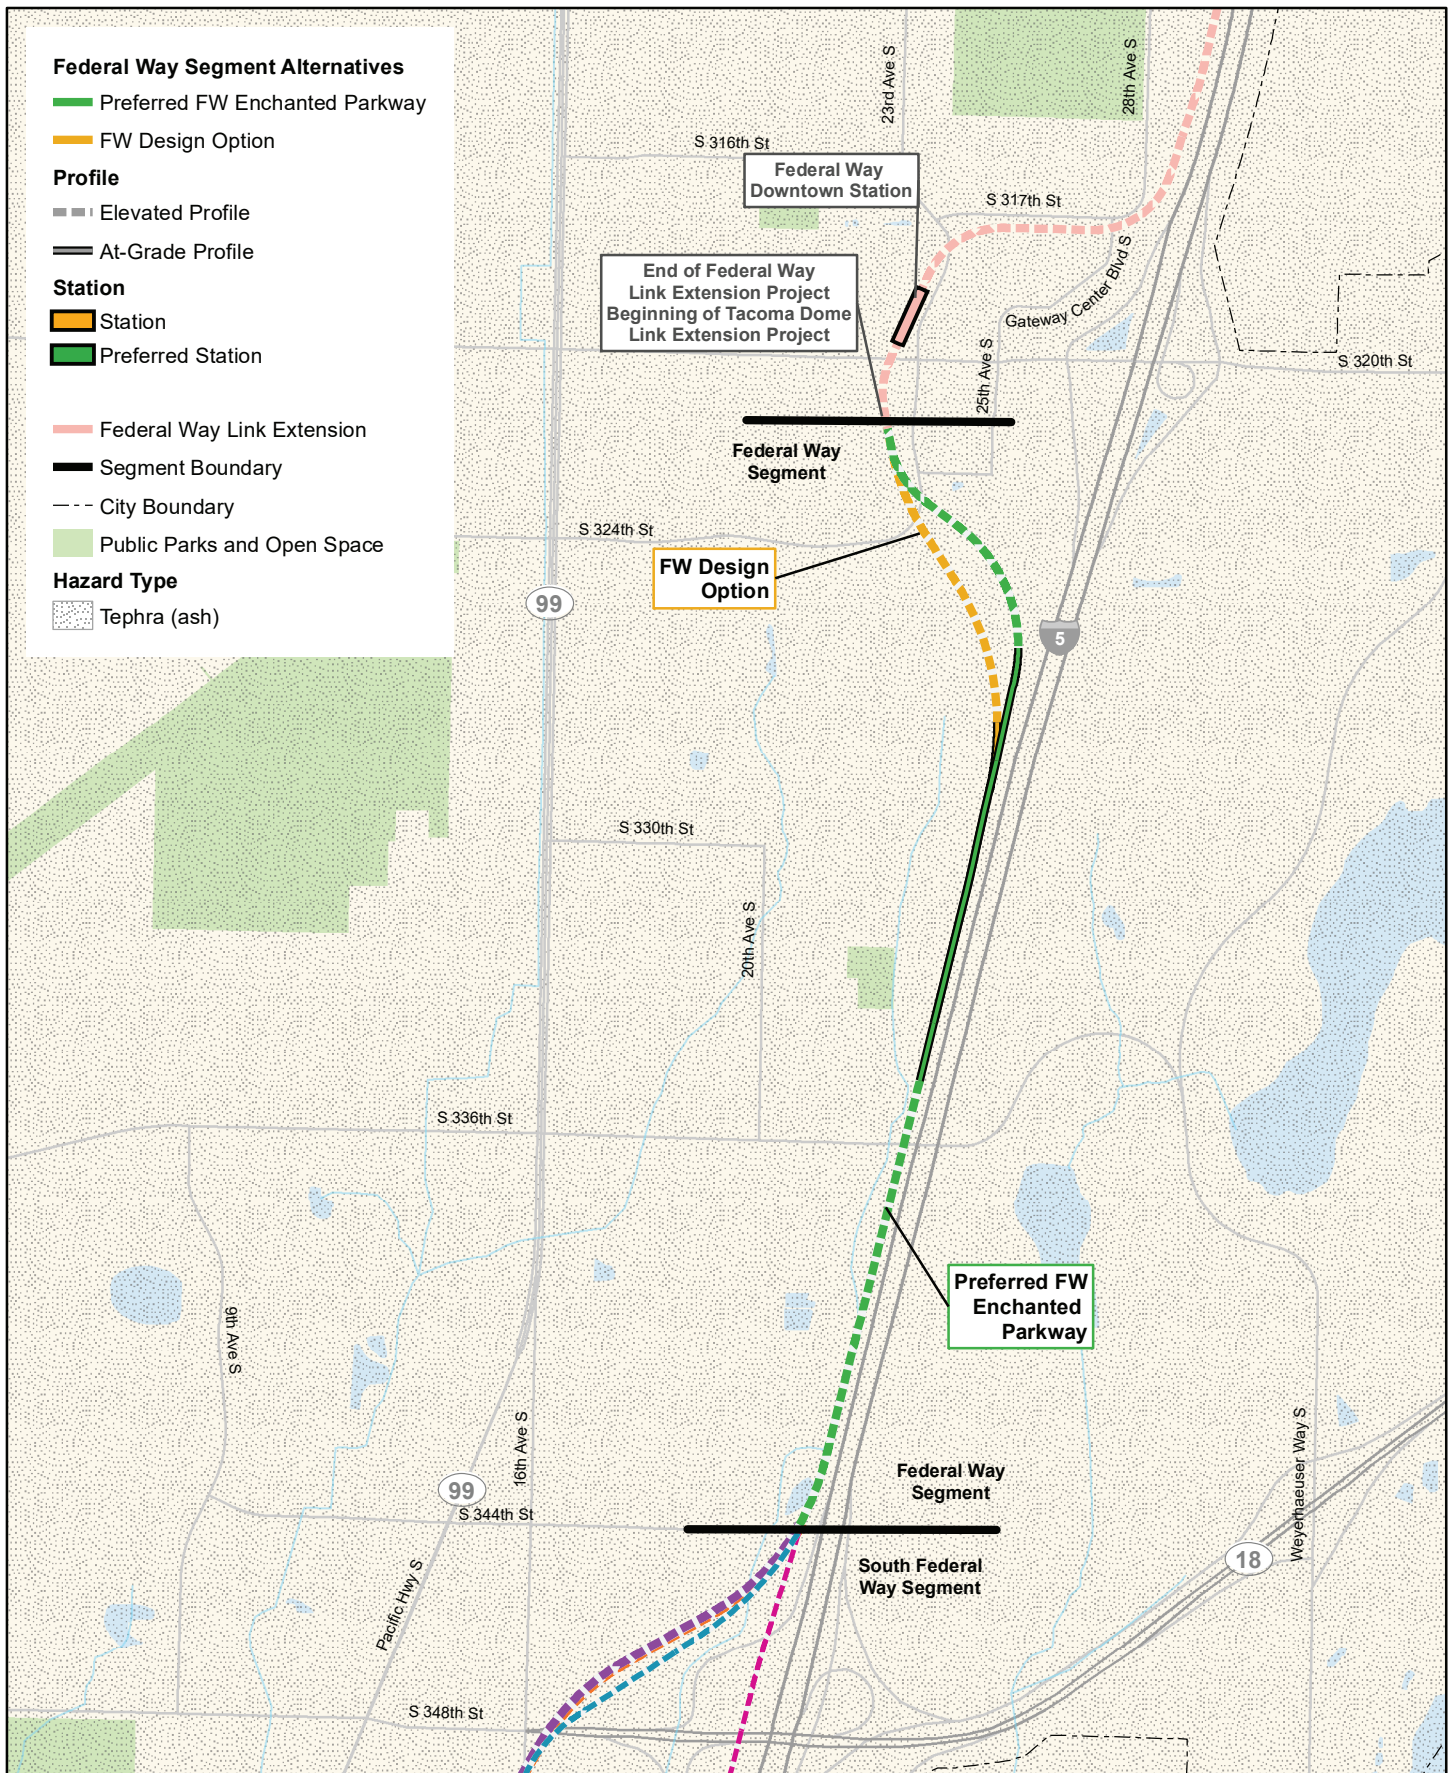 Federal Way Segment Alternatives
Preferred FW Enchanted Parkway
FW Design Option
Profile
Elevated Profile
At-Grade Profile
Station
Station
Preferred Station
Federal Way Link Extension
Segment Boundary
City Boundary
Public Parks and Open Space
Hazard Type
Tephra (ash)
23rd Ave S
28th Ave S
S 316th St
Federal Way
Downtown Station
S 317th St
Gateway Center Blvd S
End of Federal Way
Link Extension Project
Beginning of Tacoma Dome
Link Extension Project
25th Ave S
S 320th St
Federal Way
Segment
S 324th St
FW Design
Option
99
5
S 330th St
20th Ave S
S 336th St
Preferred FW
Enchanted
Parkway
9th Ave S
16th Ave S
Weyerhaeuser Way S
Federal Way
Segment
99
S 344th St
South Federal
Way Segment
18
Pacific Hwy S
S 348th St